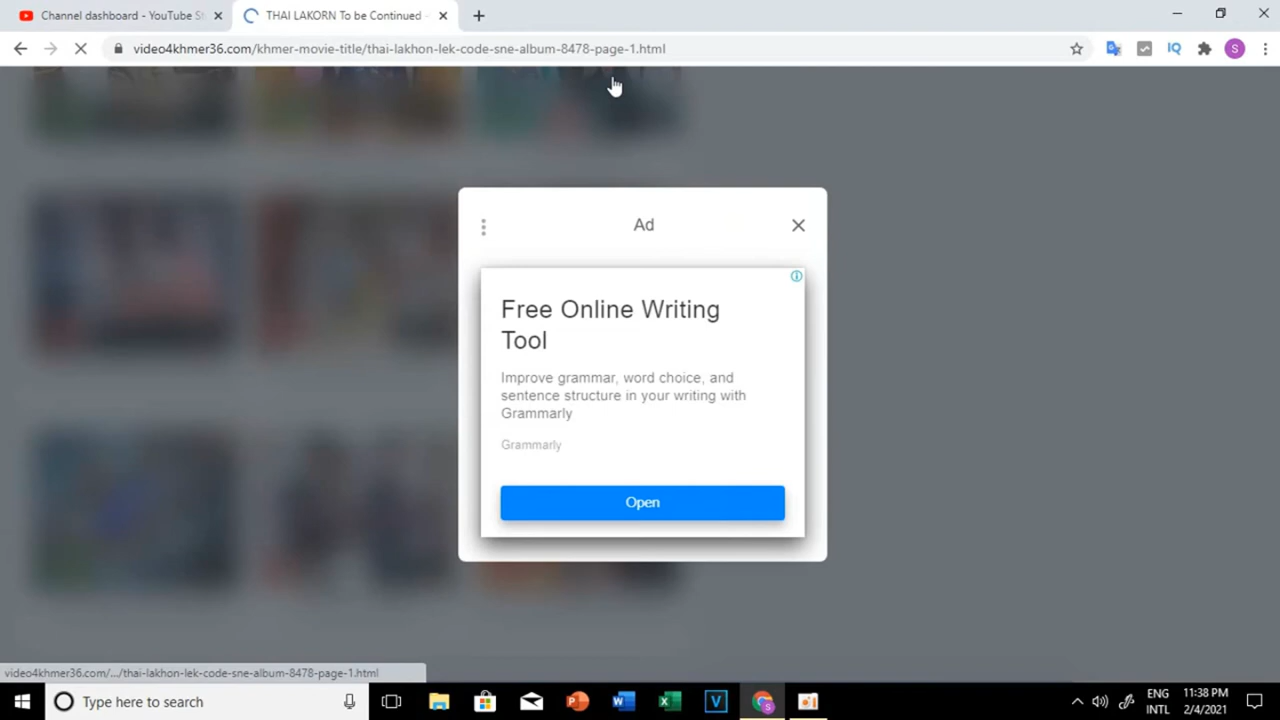 Channel dashboard - YouTube St
THAI LAKORN To be Continued -
video4khmer36.com/khmer-movie-title/thai-lakhon-lek-code-sne-album-8478-page-1.html
IQ
S
Ad
Free Online Writing
Tool
Improve grammar, word choice, and
sentence structure in your writing with
Grammarly
Grammarly
Open
video4khmer36.com/.../thai-lakhon-lek-code-sne-album-8478-page-1.html
Type here to search
ENG
INTL
11:38 PM
2/4/2021